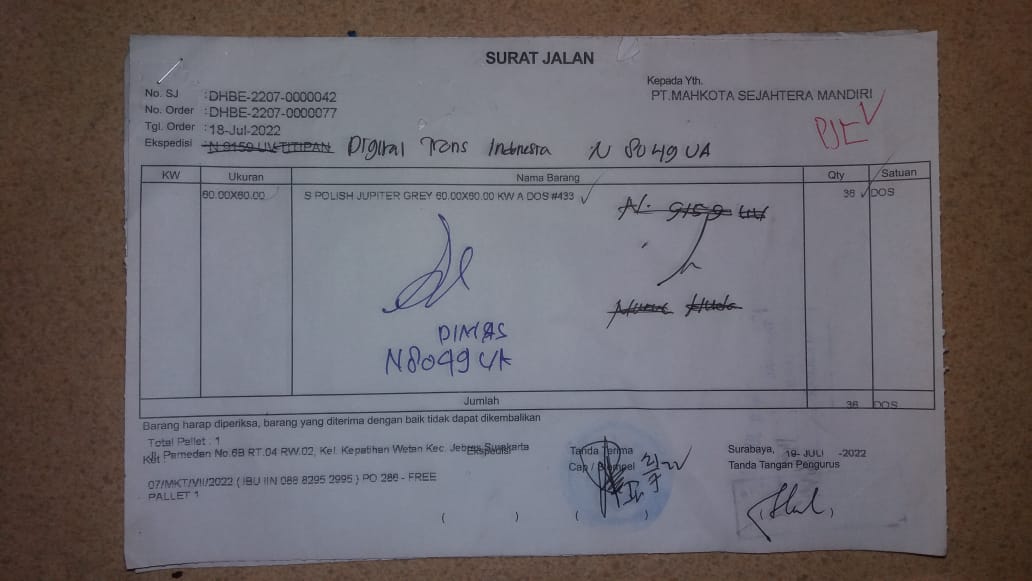 SURAT JALAN
No. SJ : DHBE-2207-0000042
Kepada Yth.
No. Order : DHBE-2207-0000077
PT.MAHKOTA SEJAHTERA MANDIRI
Tgl. Order : 18-Jul-2022
PJE
Ekspedisi : N 9159 UV TITIPAN Digital Trans Indonesia N 8049 UA
KW Ukuran Nama Barang Qty Satuan
60.00X60.00 S POLISH JUPITER GREY 60.00X60.00 KW A DOS #433 36 DOS
N. 9159 UV
Nurul Huda
DIMAS
N8049 UA
Jumlah 36 DOS
Barang harap diperiksa, barang yang diterima dengan baik tidak dapat dikembalikan
Total Pallet : 1
Ket : Pamedan No.6B RT.04 RW.02, Kel. Kepatihan Wetan Kec. Jebres Surakarta
Ekspedisi
Tanda Terima
Cap / Stempel
Surabaya, 19- JULI -2022
Tanda Tangan Pengurus
07/MKT/VII/2022 ( IBU IIN 088 8295 2995 ) PO 286 - FREE
PALLET 1
( ) ( )